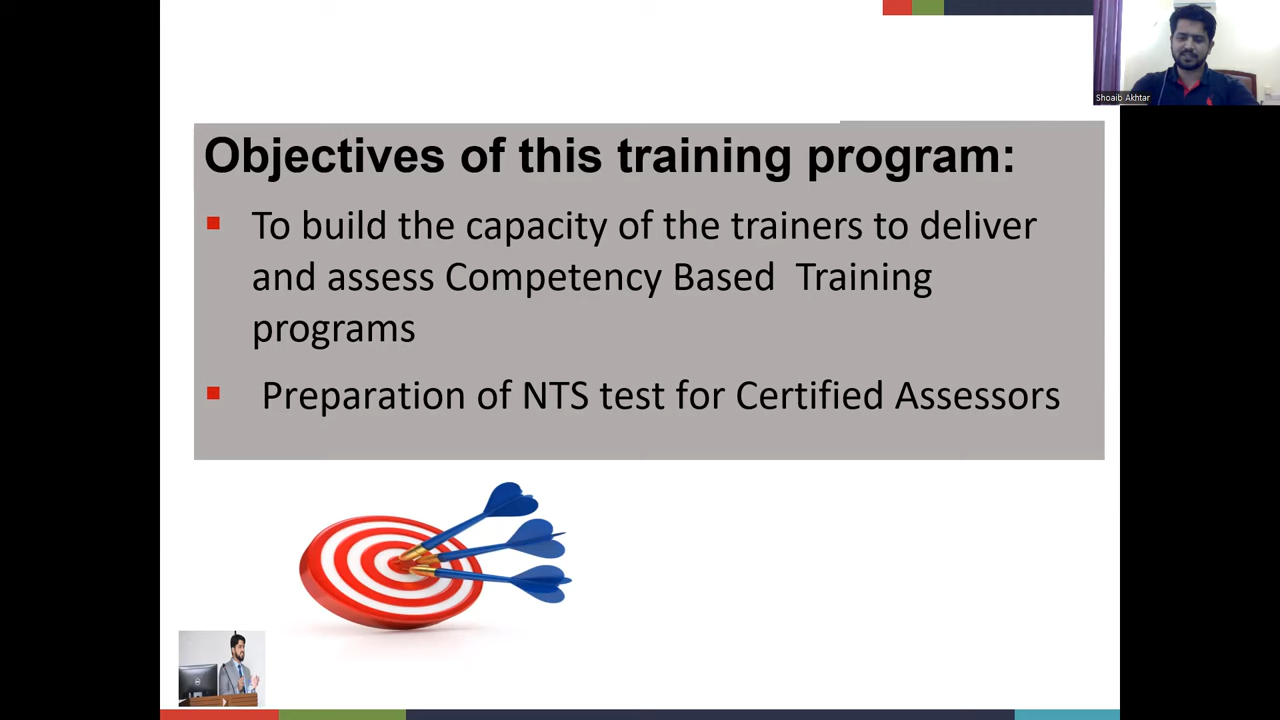 Shoaib Akhtar
Objectives of this training program:
To build the capacity of the trainers to deliver
and assess Competency Based Training
programs
Preparation of NTS test for Certified Assessors